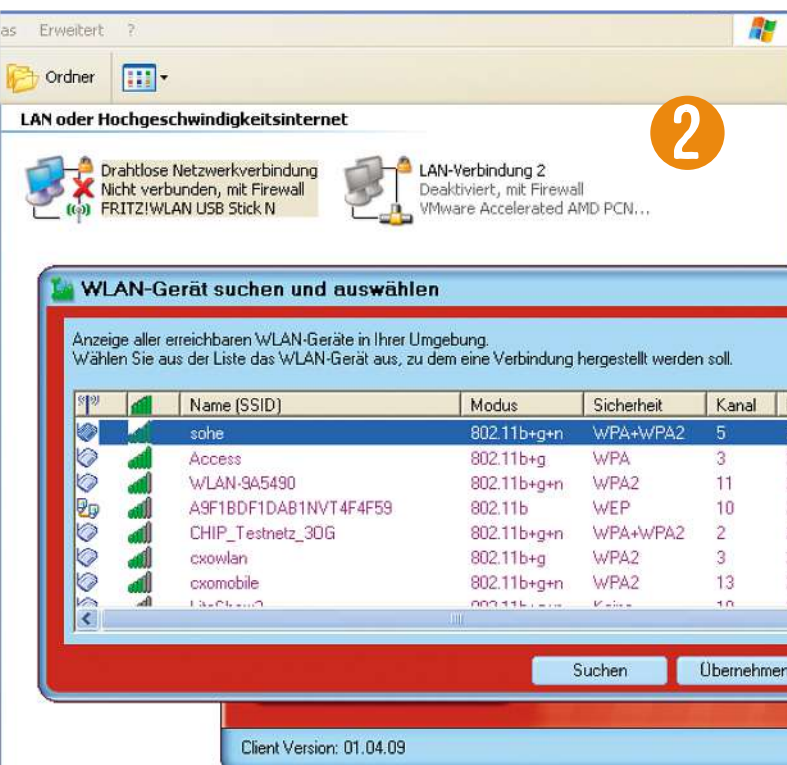 as Erweitert ?
Ordner
2
LAN oder Hochgeschwindigkeitsinternet
Drahtlose Netzwerkverbindung
Nicht verbunden, mit Firewall
FRITZ!WLAN USB Stick N
LAN-Verbindung 2
Deaktiviert, mit Firewall
VMware Accelerated AMD PCN...
WLAN-Gerät suchen und auswählen
Anzeige aller erreichbaren WLAN-Geräte in Ihrer Umgebung.
Wählen Sie aus der Liste das WLAN-Gerät aus, zu dem eine Verbindung hergestellt werden soll.
Name (SSID) Modus Sicherheit Kanal
sohe 802.11b+g+n WPA+WPA2 5
Access 802.11b+g WPA 3
WLAN-9A5490 802.11b+g+n WPA2 11
A9F1BDF1DAB1NVT4F4F59 802.11b WEP 10
CHIP_Testnetz_3OG 802.11b+g+n WPA+WPA2 2
cxowlan 802.11b+g WPA2 3
cxomobile 802.11b+g+n WPA2 13
Suchen Übernehmen
Client Version: 01.04.09